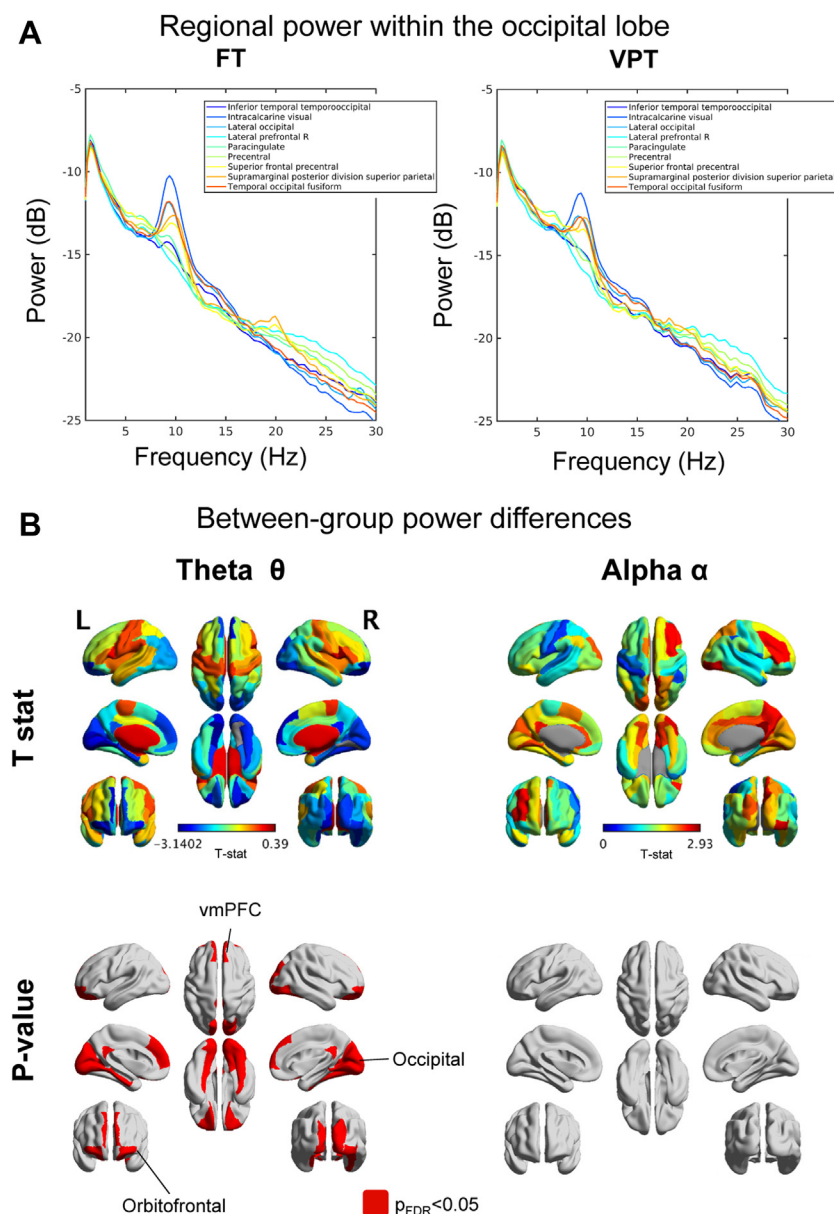 A
Regional power within the occipital lobe
FT
VPT
-5
-10
-15
-20
-25
Power (dB)
5
10
15
20
25
30
Frequency (Hz)
Inferior temporal temporooccipital
Intracalcarine visual
Lateral occipital
Lateral prefrontal R
Paracingulate
Precentral
Superior frontal precentral
Supramarginal posterior division superior parietal
Temporal occipital fusiform
-5
-10
-15
-20
-25
Power (dB)
5
10
15
20
25
30
Frequency (Hz)
Inferior temporal temporooccipital
Intracalcarine visual
Lateral occipital
Lateral prefrontal R
Paracingulate
Precentral
Superior frontal precentral
Supramarginal posterior division superior parietal
Temporal occipital fusiform
B
Between-group power differences
Theta θ
Alpha α
L
R
T stat
−3.1402
0.39
T-stat
0
2.93
T-stat
P-value
vmPFC
Occipital
Orbitofrontal
pFDR<0.05